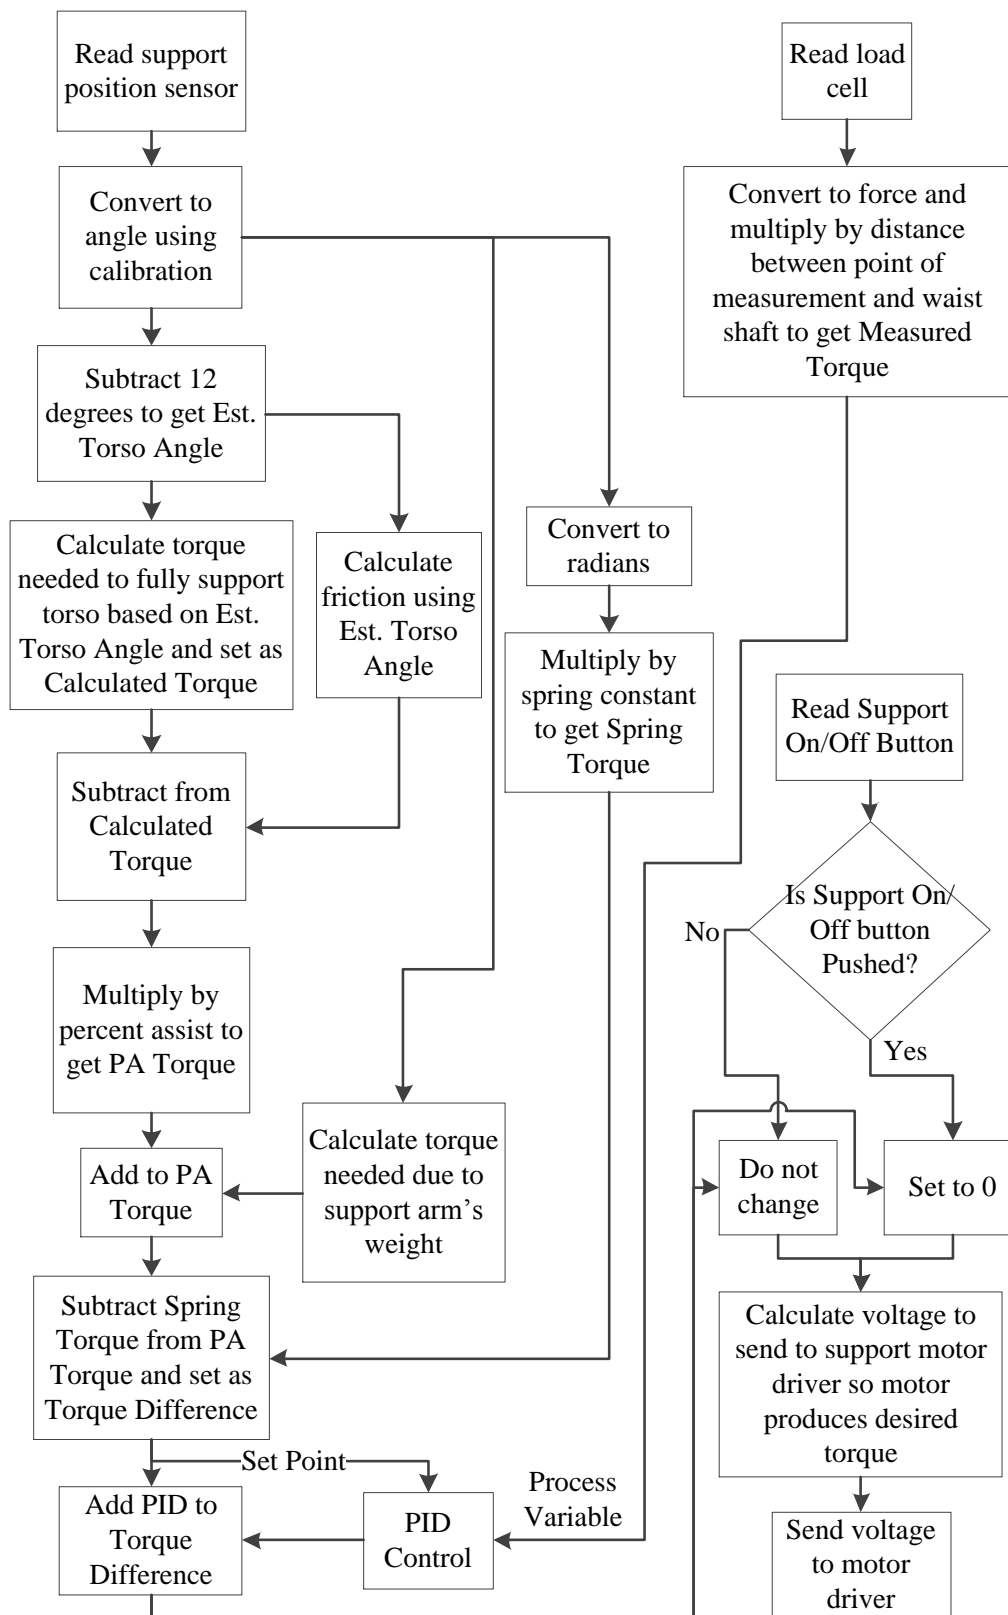 Read support
position sensor
Read load
cell
Convert to
angle using
calibration
Convert to force and
multiply by distance
between point of
measurement and waist
shaft to get Measured
Torque
Subtract 12
degrees to get Est.
Torso Angle
Calculate torque
needed to fully support
torso based on Est.
Torso Angle and set as
Calculated Torque
Calculate
friction using
Est. Torso
Angle
Convert to
radians
Multiply by
spring constant
to get Spring
Torque
Read Support
On/Off Button
Subtract from
Calculated
Torque
Is Support On/
Off button
Pushed?
No
Yes
Multiply by
percent assist to
get PA Torque
Calculate torque
needed due to
support arm's
weight
Add to PA
Torque
Do not
change
Set to 0
Subtract Spring
Torque from PA
Torque and set as
Torque Difference
Calculate voltage to
send to support motor
driver so motor
produces desired
torque
Set Point
Process
Variable
Add PID to
Torque
Difference
PID
Control
Send voltage
to motor
driver